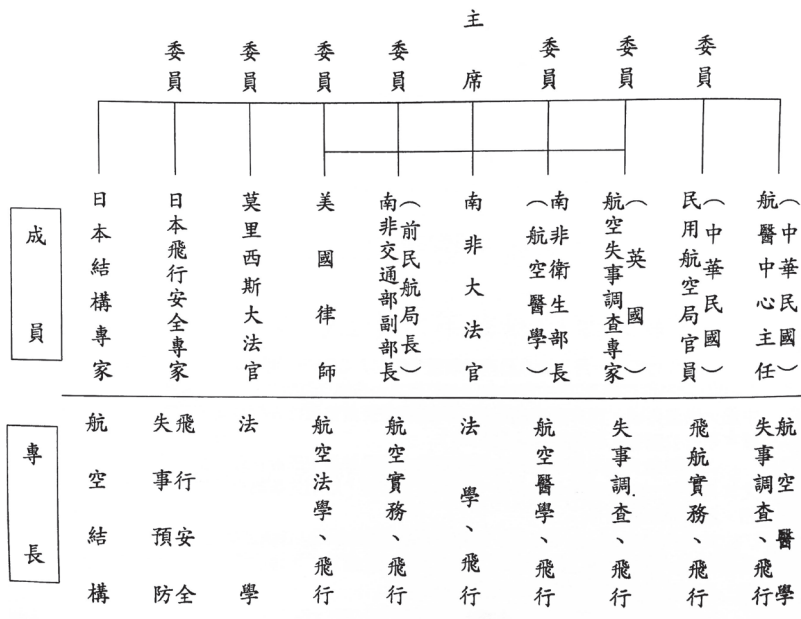 委員
委員
委員
主席
委員
委員
委員
委員
（中華民國）
航醫中心主任
（中華民國）
民用航空局官員
（英國）
航空失事調查專家
南非衛生部長
（航空醫學）
南非大法官
（前民航局長）
南非交通部副部長
美國律師
莫里西斯大法官
日本飛行安全專家
日本結構專家
成員
航空醫學
失事調查、飛行
飛航實務、飛行
失事調查、飛行
航空醫學、飛行
法學、飛行
航空實務、飛行
航空法學、飛行
法學
飛行安全
失事預防
航空結構
專長